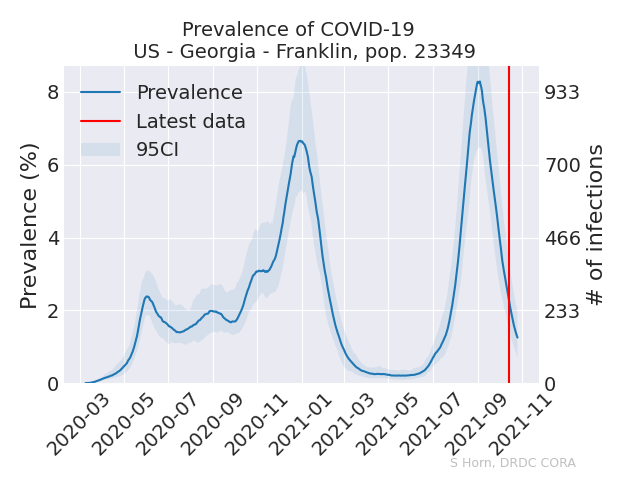 Prevalence of COVID-19
US - Georgia - Franklin, pop. 23349
Prevalence
Latest data
95CI
Prevalence (%)
8
6
4
2
0
933
700
466
233
0
# of infections
2020-03
2020-05
2020-07
2020-09
2020-11
2021-01
2021-03
2021-05
2021-07
2021-09
2021-11
S Horn, DRDC CORA